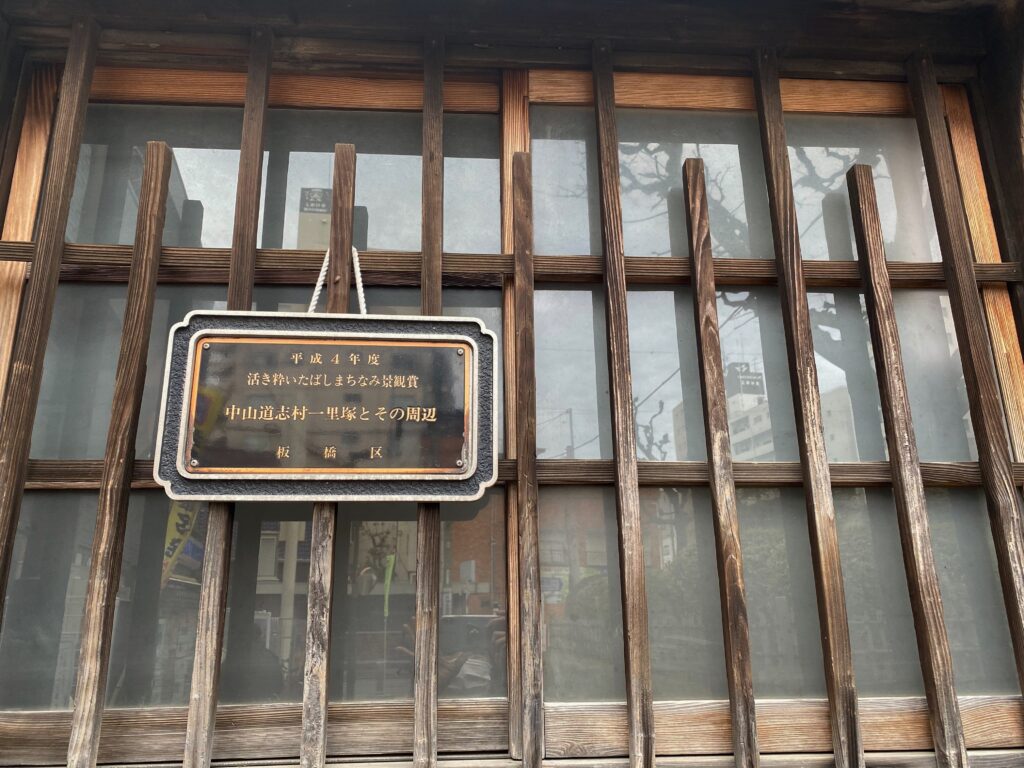 平成4年度
活き粋いたばしまちなみ景観賞
中山道志村一里塚とその周辺
板橋区